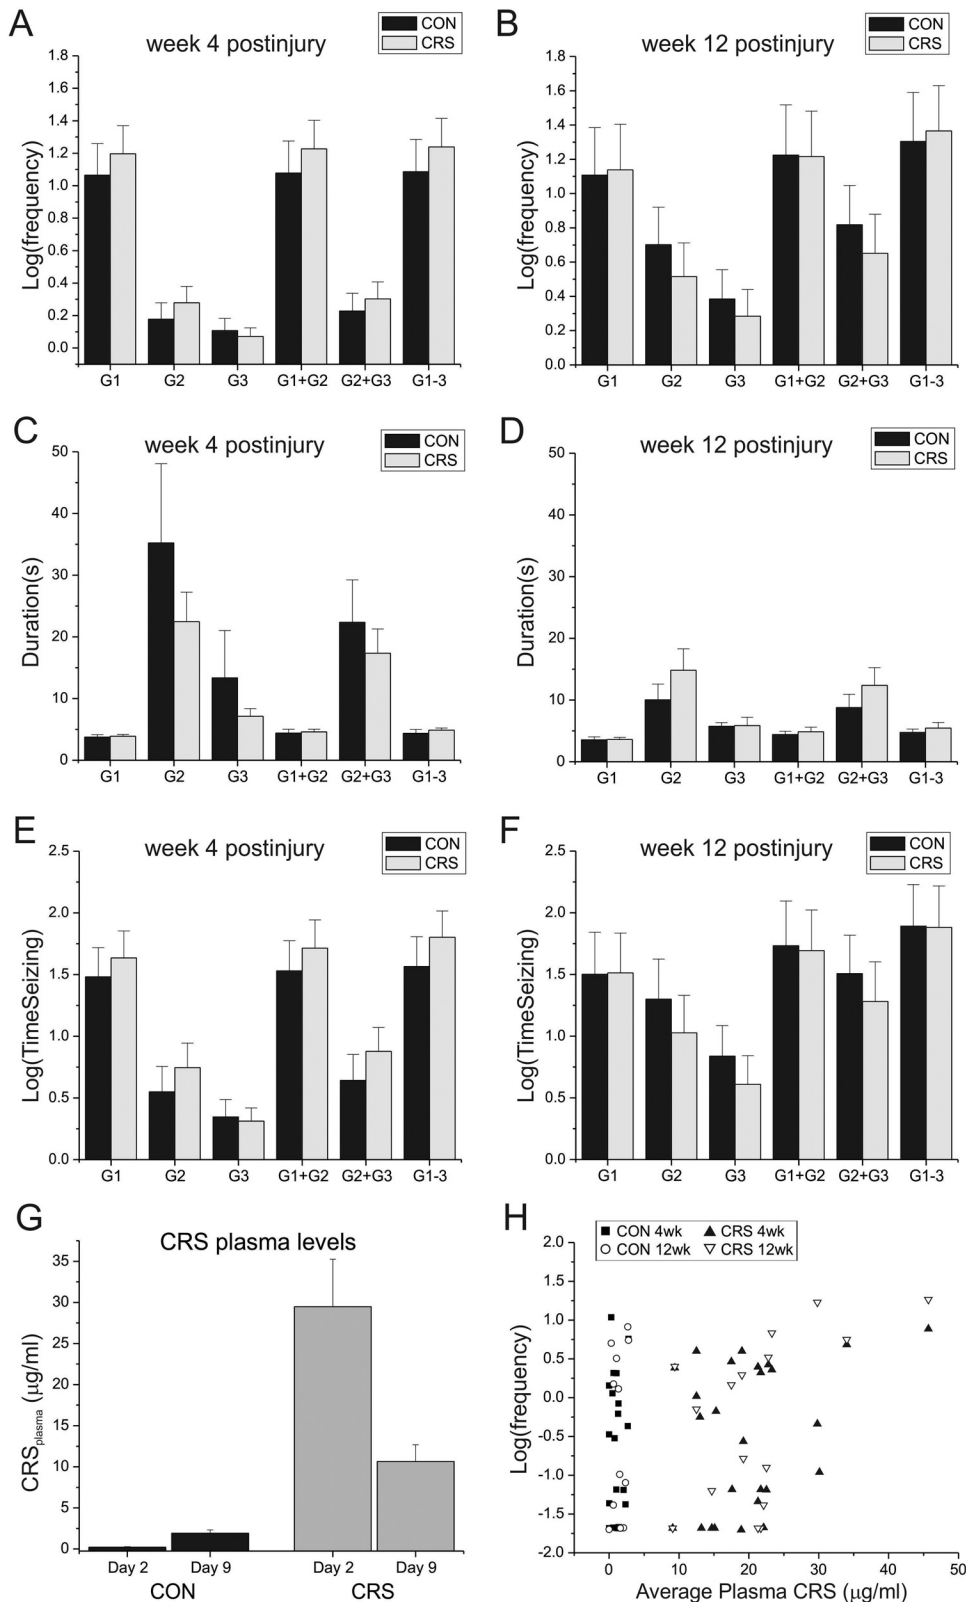 A
week 4 postinjury
CON
CRS
Log(frequency)
1.8
1.6
1.4
1.2
1.0
0.8
0.6
0.4
0.2
0.0
G1 G2 G3 G1+G2 G2+G3 G1-3
B
week 12 postinjury
CON
CRS
Log(frequency)
1.8
1.6
1.4
1.2
1.0
0.8
0.6
0.4
0.2
0.0
G1 G2 G3 G1+G2 G2+G3 G1-3
C
week 4 postinjury
CON
CRS
Duration(s)
50
40
30
20
10
0
G1 G2 G3 G1+G2 G2+G3 G1-3
D
week 12 postinjury
CON
CRS
Duration(s)
50
40
30
20
10
0
G1 G2 G3 G1+G2 G2+G3 G1-3
E
week 4 postinjury
CON
CRS
Log(TimeSeizing)
2.5
2.0
1.5
1.0
0.5
0.0
G1 G2 G3 G1+G2 G2+G3 G1-3
F
week 12 postinjury
CON
CRS
Log(TimeSeizing)
2.5
2.0
1.5
1.0
0.5
0.0
G1 G2 G3 G1+G2 G2+G3 G1-3
G
CRS plasma levels
CRSplasma (μg/ml)
35
30
25
20
15
10
5
0
Day 2 Day 9 Day 2 Day 9
CON CRS
H
CON 4wk CRS 4wk
CON 12wk CRS 12wk
Log(frequency)
2.0
1.5
1.0
0.5
0.0
-0.5
-1.0
-1.5
-2.0
0 10 20 30 40 50
Average Plasma CRS (μg/ml)